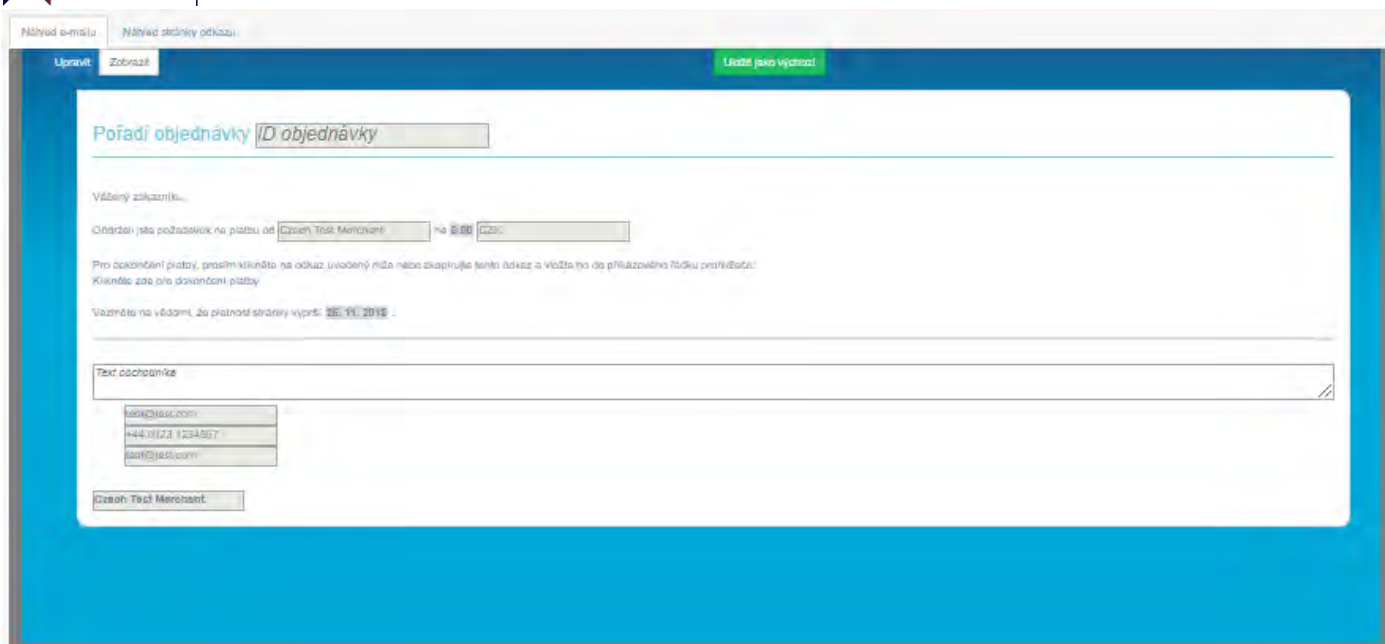 Náhled e-mailu Náhled stránky odkazu
Upravit Zobrazit Uložit jako výchozí
Pořadí objednávky ID objednávky
Vážený zákazníku,
Obdrželi jste požadavek na platbu od Czech Test Merchant na 0.00 CZK
Pro dokončení platby, prosím klikněte na odkaz uvedený níže nebo zkopírujte tento odkaz a vložte ho do příkazového řádku prohlížeče:
Klikněte zde pro dokončení platby
Vezměte na vědomí, že platnost stránky vyprší 26. 11. 2015 .
Text obchodníka
test@test.com
+44 0123 1234567
test@test.com
Czech Test Merchant